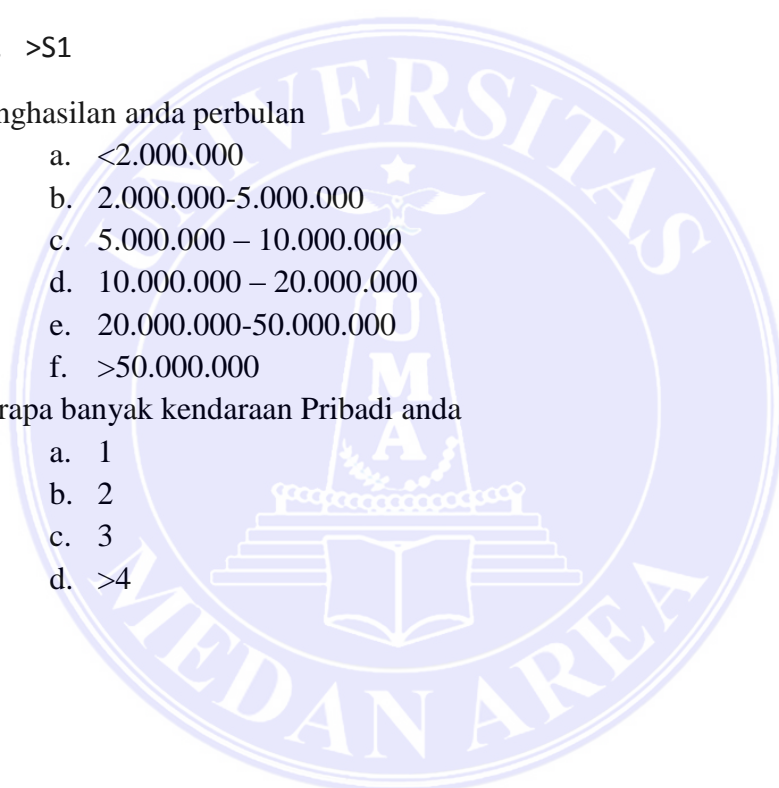 >S1
nghasilan anda perbulan
a. <2.000.000
b. 2.000.000-5.000.000
c. 5.000.000 – 10.000.000
d. 10.000.000 – 20.000.000
e. 20.000.000-50.000.000
f. >50.000.000
rapa banyak kendaraan Pribadi anda
a. 1
b. 2
c. 3
d. >4
UNIVERSITAS
UMA
MEDAN AREA